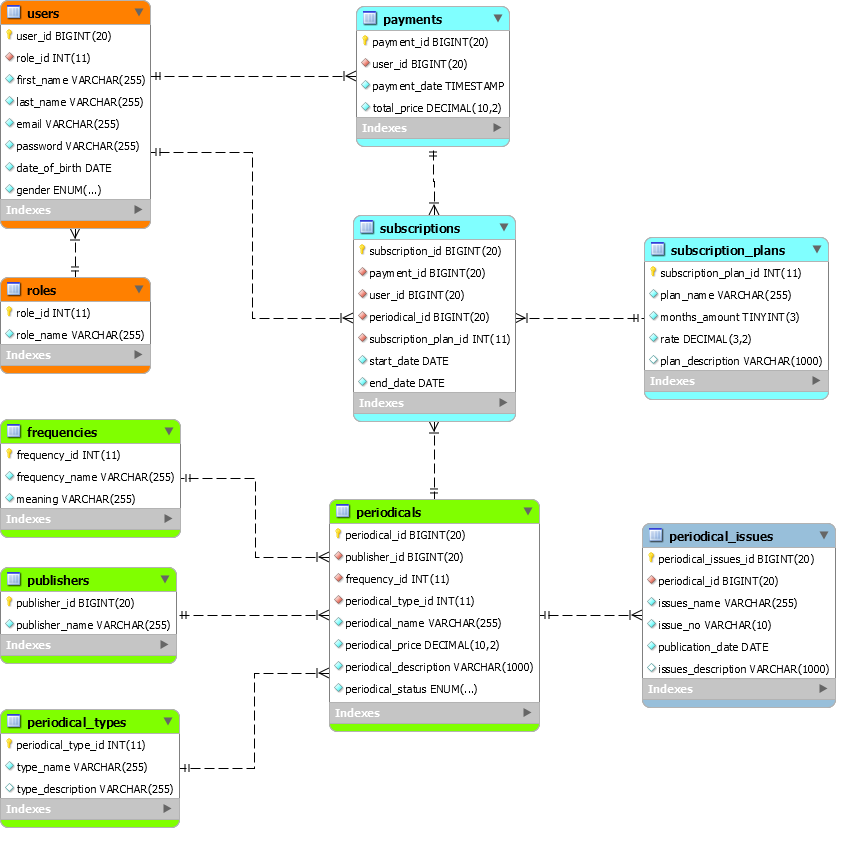 users
user_id BIGINT(20)
role_id INT(11)
first_name VARCHAR(255)
last_name VARCHAR(255)
email VARCHAR(255)
password VARCHAR(255)
date_of_birth DATE
gender ENUM(...)
Indexes
roles
role_id INT(11)
role_name VARCHAR(255)
Indexes
payments
payment_id BIGINT(20)
user_id BIGINT(20)
payment_date TIMESTAMP
total_price DECIMAL(10,2)
Indexes
subscriptions
subscription_id BIGINT(20)
payment_id BIGINT(20)
user_id BIGINT(20)
periodical_id BIGINT(20)
subscription_plan_id INT(11)
start_date DATE
end_date DATE
Indexes
subscription_plans
subscription_plan_id INT(11)
plan_name VARCHAR(255)
months_amount TINYINT(3)
rate DECIMAL(3,2)
plan_description VARCHAR(1000)
Indexes
frequencies
frequency_id INT(11)
frequency_name VARCHAR(255)
meaning VARCHAR(255)
Indexes
publishers
publisher_id BIGINT(20)
publisher_name VARCHAR(255)
Indexes
periodical_types
periodical_type_id INT(11)
type_name VARCHAR(255)
type_description VARCHAR(255)
Indexes
periodicals
periodical_id BIGINT(20)
publisher_id BIGINT(20)
frequency_id INT(11)
periodical_type_id INT(11)
periodical_name VARCHAR(255)
periodical_price DECIMAL(10,2)
periodical_description VARCHAR(1000)
periodical_status ENUM(...)
Indexes
periodical_issues
periodical_issues_id BIGINT(20)
periodical_id BIGINT(20)
issues_name VARCHAR(255)
issue_no VARCHAR(10)
publication_date DATE
issues_description VARCHAR(1000)
Indexes